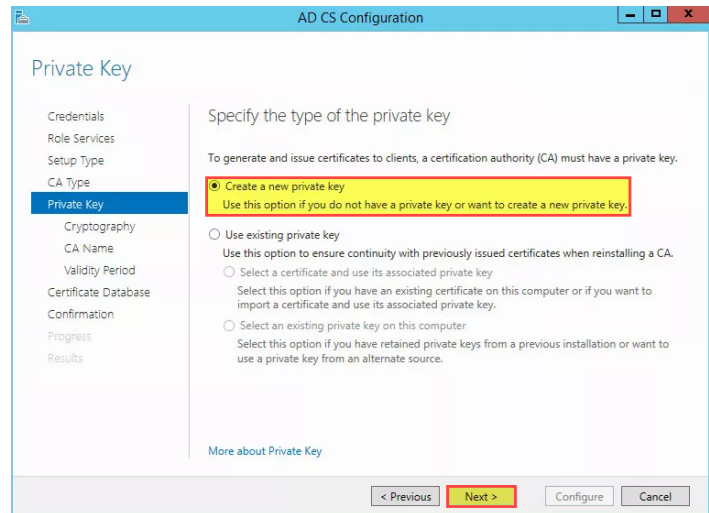 AD CS Configuration
Private Key
Credentials
Role Services
Setup Type
CA Type
Private Key
Cryptography
CA Name
Validity Period
Certificate Database
Confirmation
Progress
Results
Specify the type of the private key
To generate and issue certificates to clients, a certification authority (CA) must have a private key.
Create a new private key
Use this option if you do not have a private key or want to create a new private key.
Use existing private key
Use this option to ensure continuity with previously issued certificates when reinstalling a CA.
Select a certificate and use its associated private key
Select this option if you have an existing certificate on this computer or if you want to
import a certificate and use its associated private key.
Select an existing private key on this computer
Select this option if you have retained private keys from a previous installation or want to
use a private key from an alternate source.
More about Private Key
< Previous
Next >
Configure
Cancel